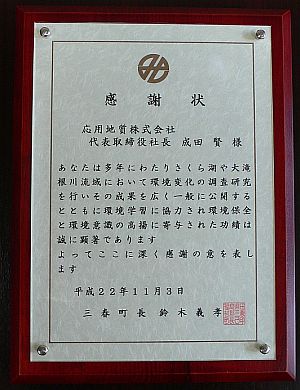 感謝状
応用地質株式会社
代表取締役社長 成田 賢様
あなたは多年にわたりさくら湖や大滝
根川流域において環境変化の調査研究
を行いその成果を広く一般に公開する
とともに環境学習に協力され環境保全
と環境意識の高揚に寄与された功績は
誠に顕著であります
よってここに深く感謝の意を表し
ます
平成22年11月3日
三春町長 鈴木義孝